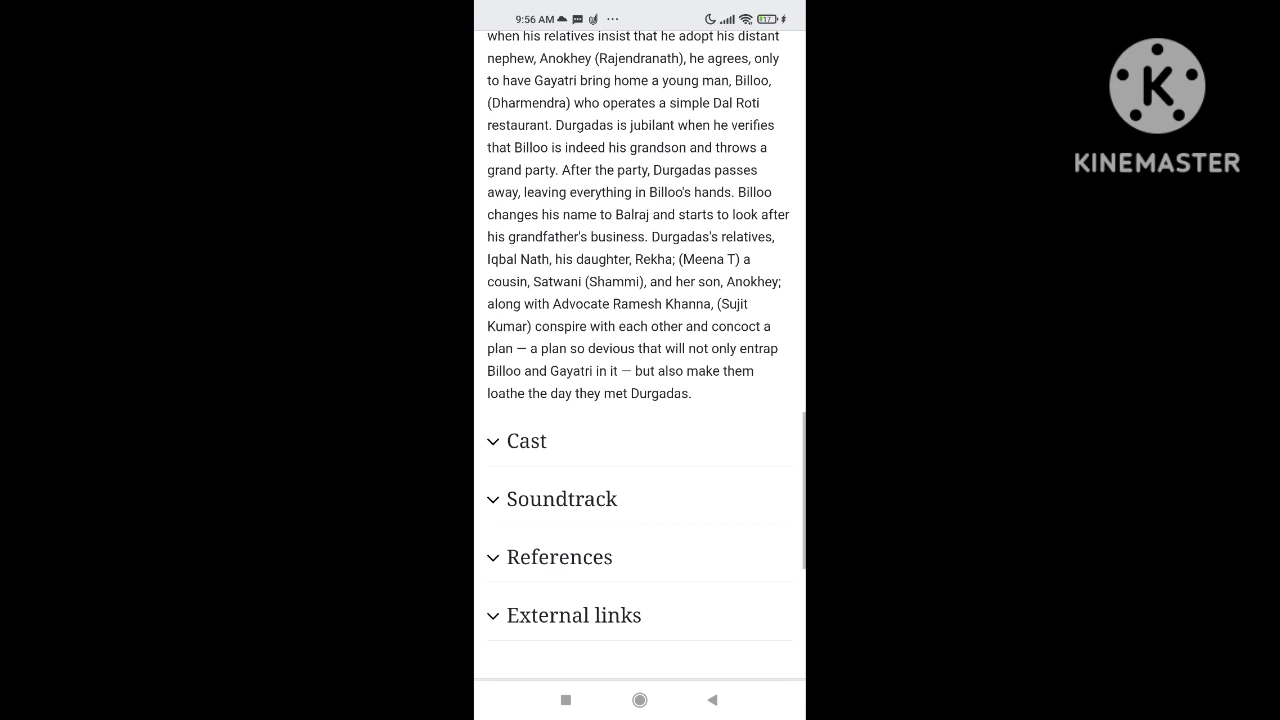 9:56 AM
17
when his relatives insist that he adopt his distant
nephew, Anokhey (Rajendranath), he agrees, only
to have Gayatri bring home a young man, Billoo,
(Dharmendra) who operates a simple Dal Roti
restaurant. Durgadas is jubilant when he verifies
that Billoo is indeed his grandson and throws a
grand party. After the party, Durgadas passes
away, leaving everything in Billoo's hands. Billoo
changes his name to Balraj and starts to look after
his grandfather's business. Durgadas's relatives,
Iqbal Nath, his daughter, Rekha; (Meena T) a
cousin, Satwani (Shammi), and her son, Anokhey;
along with Advocate Ramesh Khanna, (Sujit
Kumar) conspire with each other and concoct a
plan — a plan so devious that will not only entrap
Billoo and Gayatri in it — but also make them
loathe the day they met Durgadas.
Cast
Soundtrack
References
External links
K
KINEMASTER